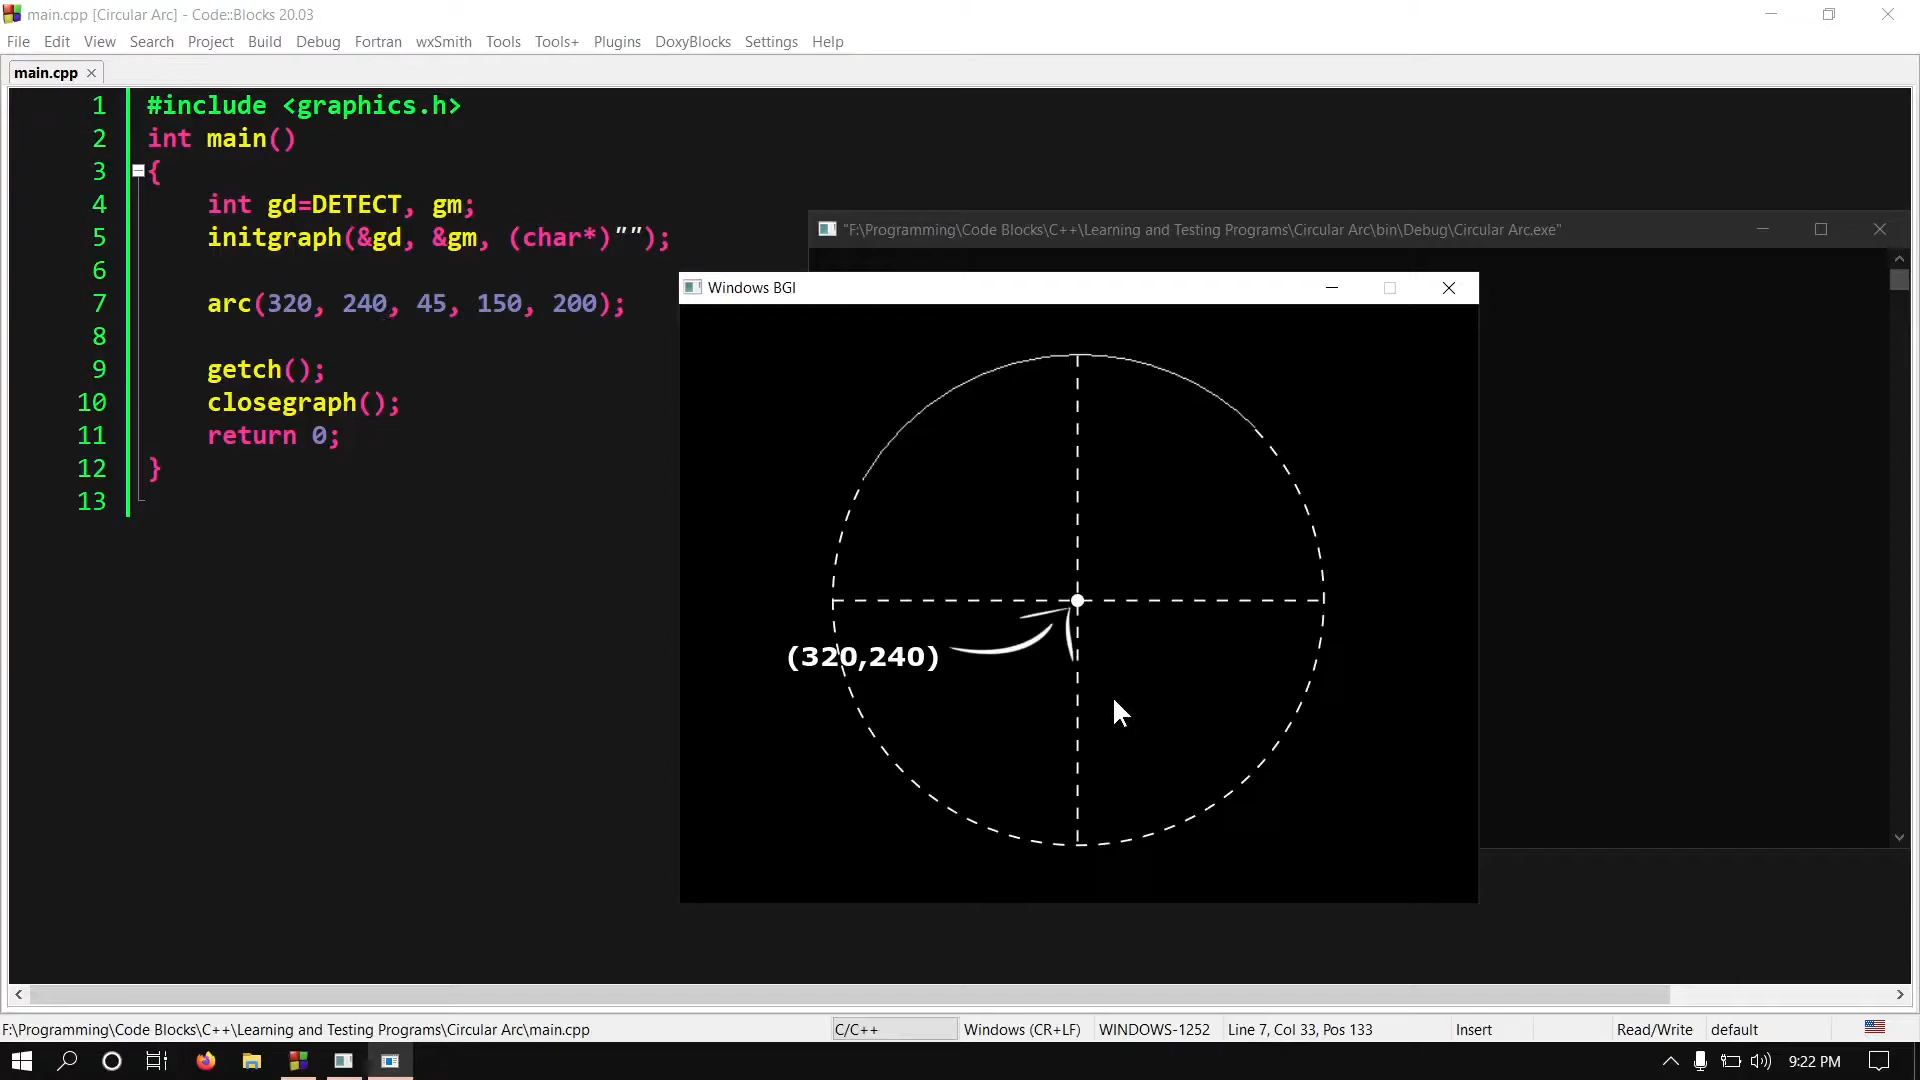 main.cpp [Circular Arc] - Code::Blocks 20.03
File Edit View Search Project Build Debug Fortran wxSmith Tools Tools+ Plugins DoxyBlocks Settings Help
main.cpp
1 #include <graphics.h>
2 int main()
3 {
4 int gd=DETECT, gm;
5 initgraph(&gd, &gm, (char*)"");
6
7 arc(320, 240, 45, 150, 200);
8
9 getch();
10 closegraph();
11 return 0;
12 }
13
"F:\Programming\Code Blocks\C++\Learning and Testing Programs\Circular Arc\bin\Debug\Circular Arc.exe"
Windows BGI
(320,240)
F:\Programming\Code Blocks\C++\Learning and Testing Programs\Circular Arc\main.cpp C/C++ Windows (CR+LF) WINDOWS-1252 Line 7, Col 33, Pos 133 Insert Read/Write default
9:22 PM